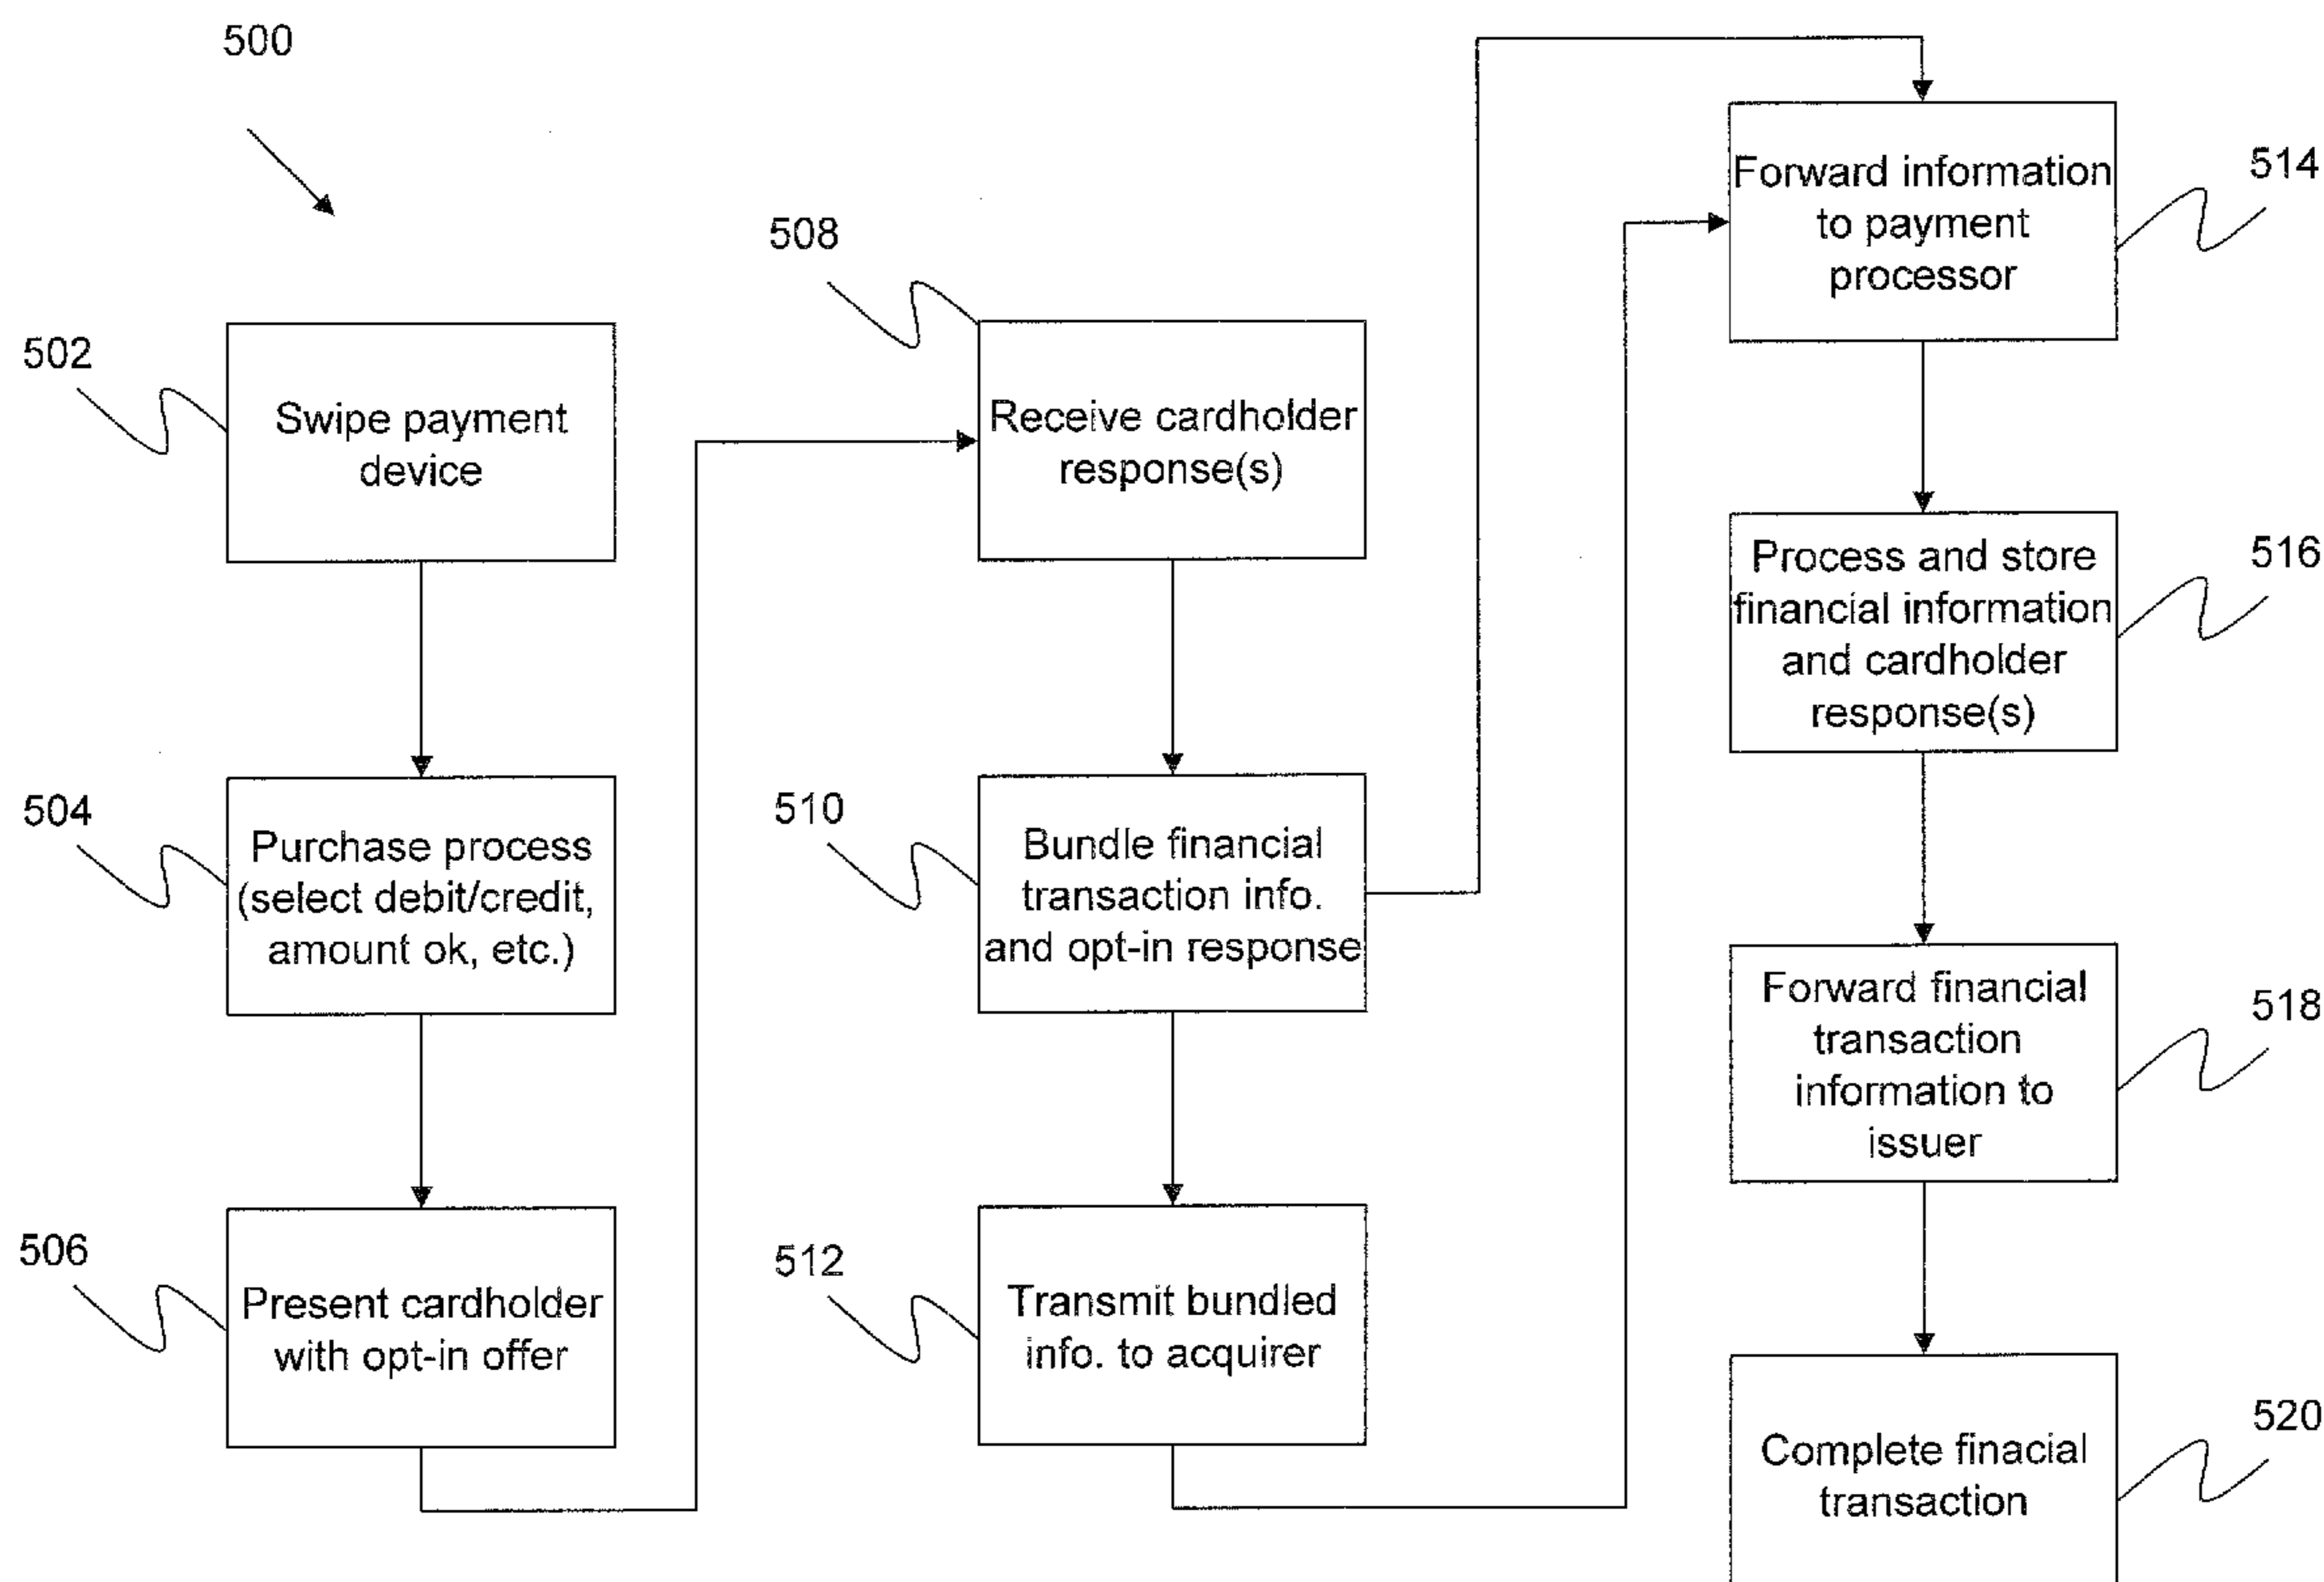 500
502
Swipe payment
device
504
Purchase process
(select debit/credit,
amount ok, etc.)
506
Present cardholder
with opt-in offer
508
Receive cardholder
response(s)
510
Bundle financial
transaction info.
and opt-in response
512
Transmit bundled
info. to acquirer
514
Forward information
to payment
processor
516
Process and store
financial information
and cardholder
response(s)
518
Forward financial
transaction
information to
issuer
520
Complete finacial
transaction